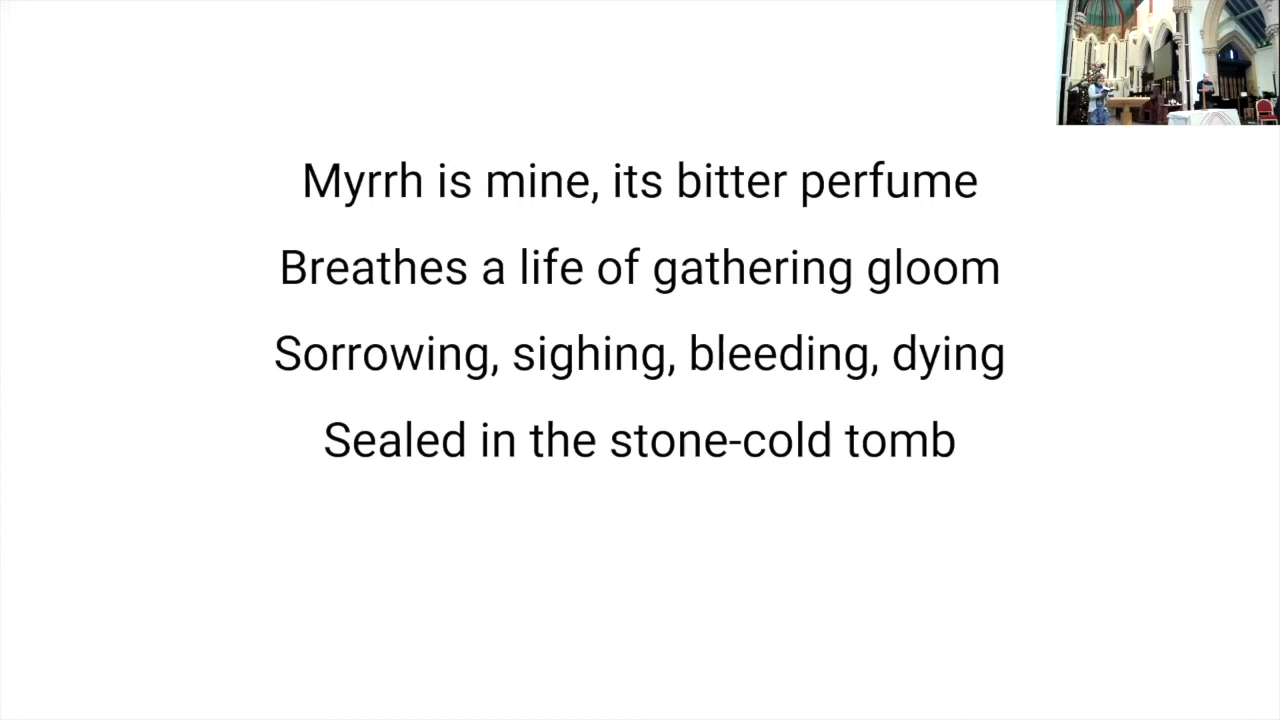 Myrrh is mine, its bitter perfume
Breathes a life of gathering gloom
Sorrowing, sighing, bleeding, dying
Sealed in the stone-cold tomb